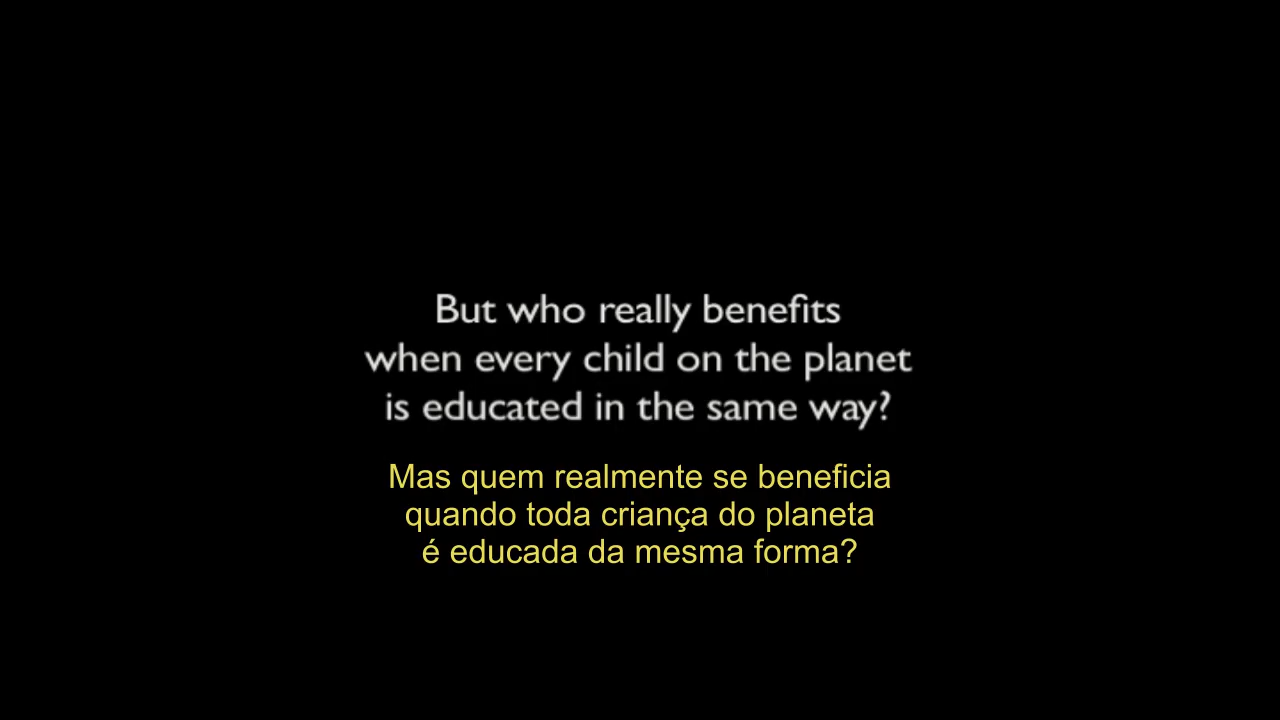 But who really benefits
when every child on the planet
is educated in the same way?
Mas quem realmente se beneficia
quando toda criança do planeta
é educada da mesma forma?